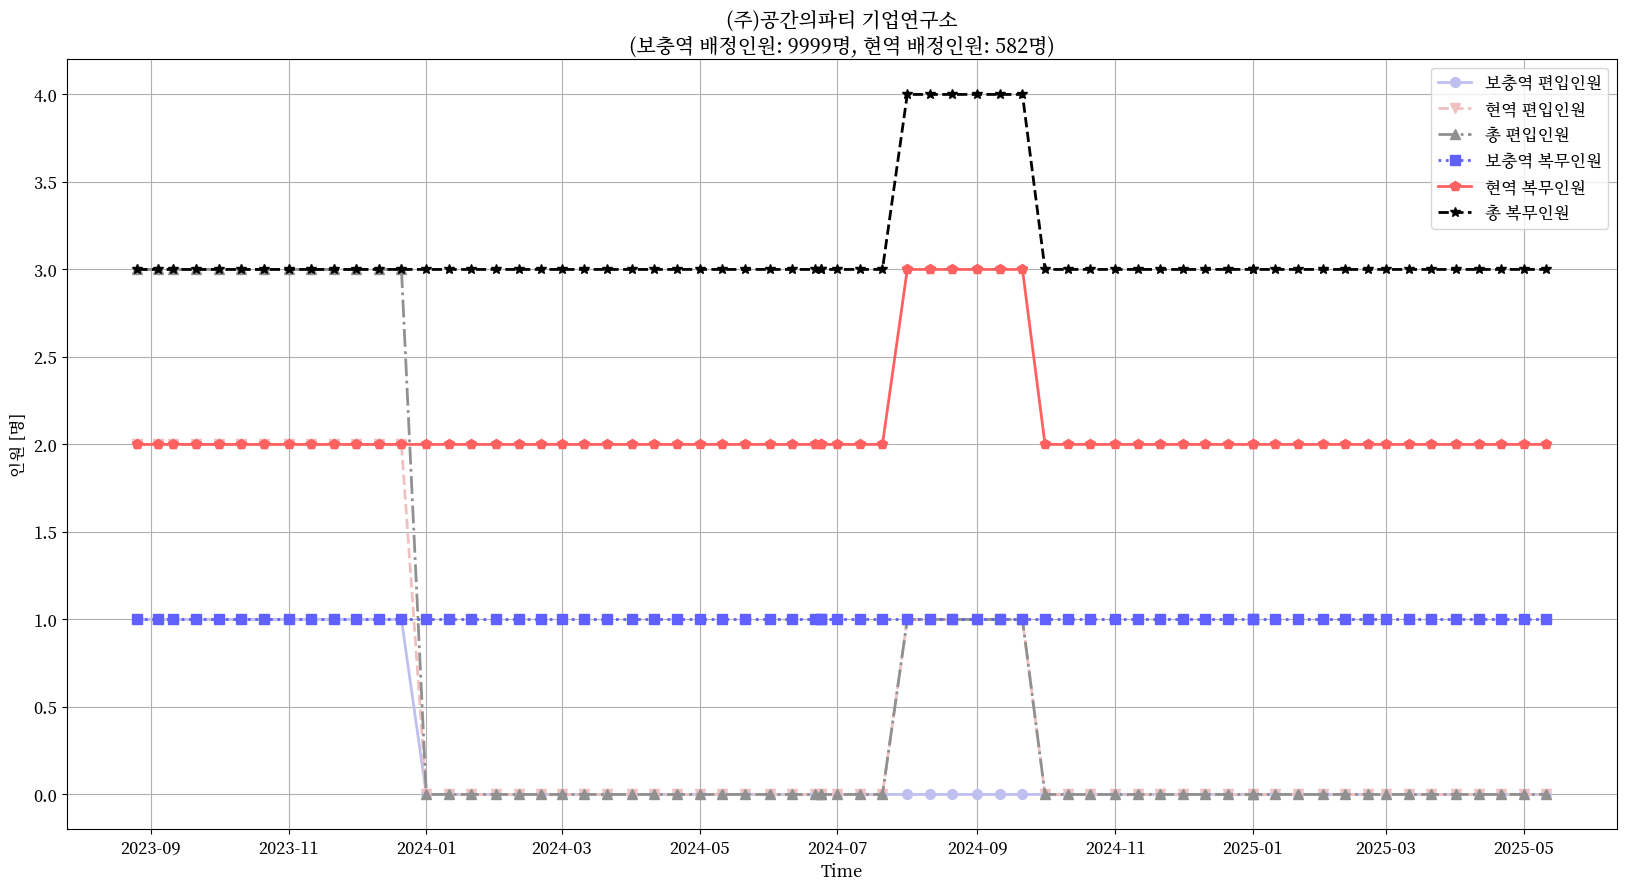 (주)공간의파티 기업연구소
(보충역 배정인원: 9999명, 현역 배정인원: 582명)
보충역 편입인원
현역 편입인원
총 편입인원
보충역 복무인원
현역 복무인원
총 복무인원
4.0
3.5
3.0
2.5
2.0
1.5
1.0
0.5
0.0
인원 [명]
2023-09 2023-11 2024-01 2024-03 2024-05 2024-07 2024-09 2024-11 2025-01 2025-03 2025-05
Time